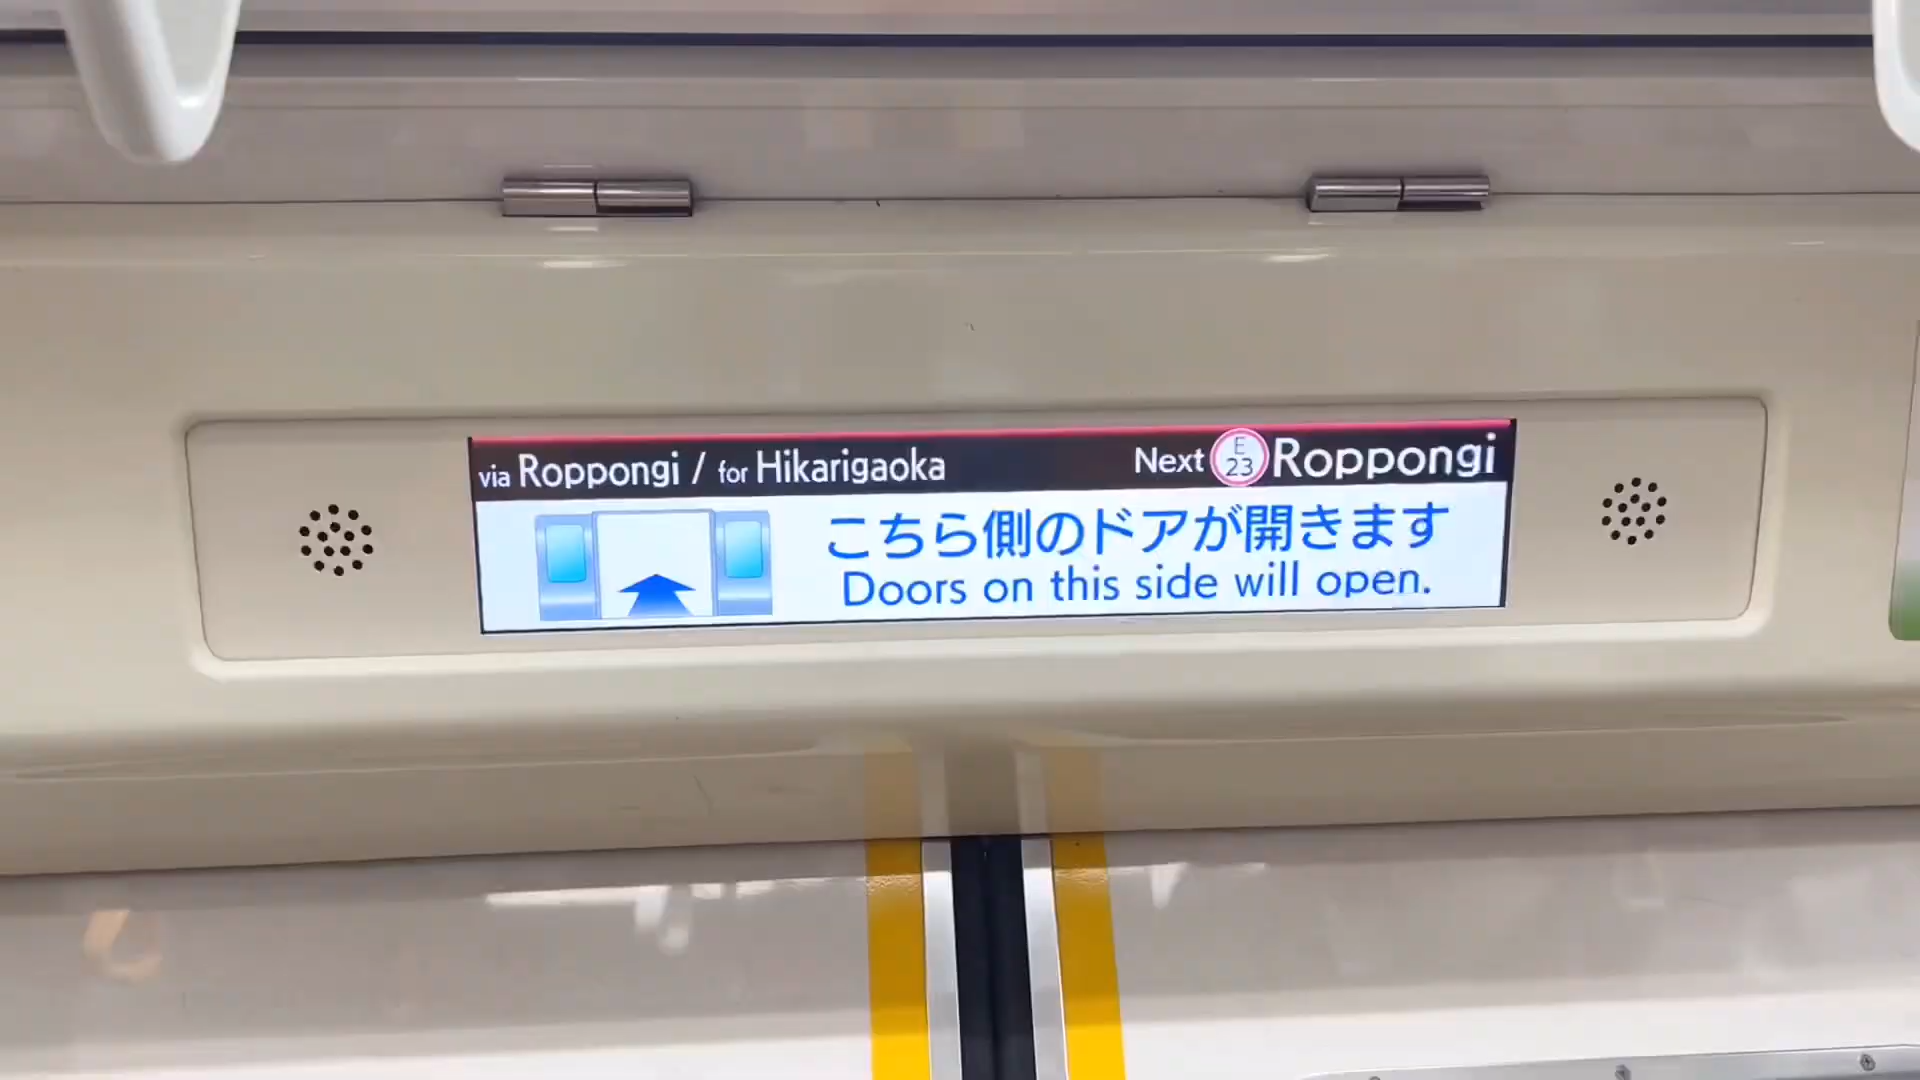 via Roppongi / for Hikarigaoka
Next E 23 Roppongi
こちら側のドアが開きます
Doors on this side will open.